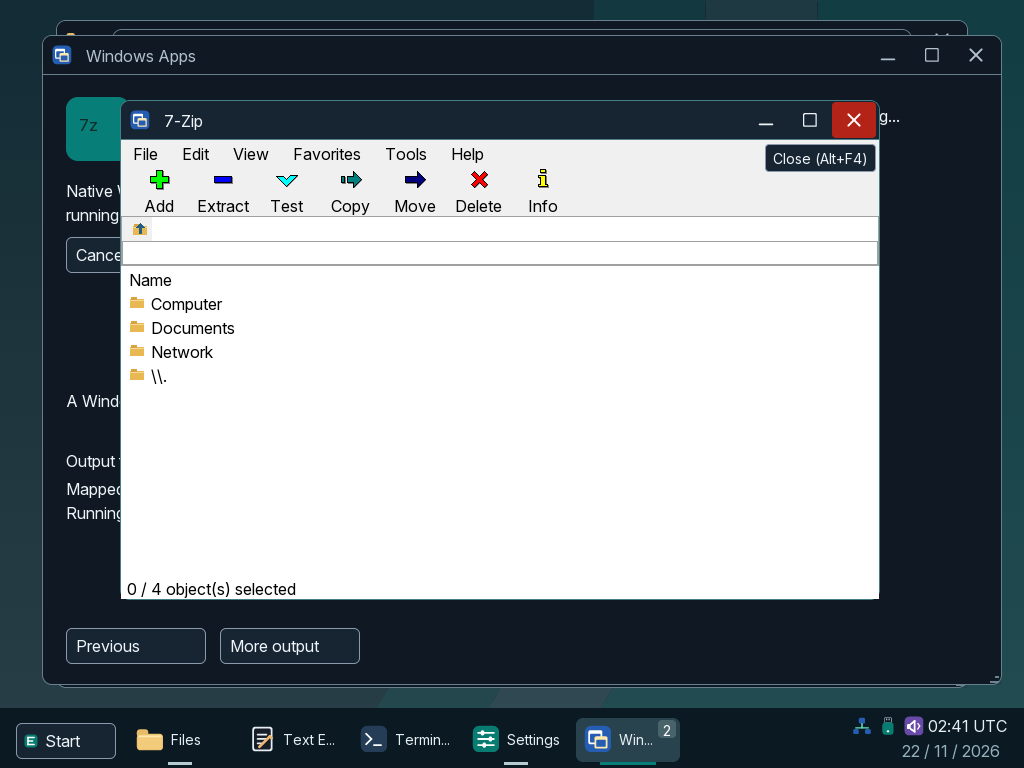 Windows Apps
7z
7-Zip
g...
File Edit View Favorites Tools Help
Close (Alt+F4)
Add Extract Test Copy Move Delete Info
Native
running
Cance
Name
Computer
Documents
Network
\\.
A Wind
Output
Mapped
Running
0 / 4 object(s) selected
Previous More output
Start Files Text E... Termin... Settings Win... 2
02:41 UTC
22 / 11 / 2026